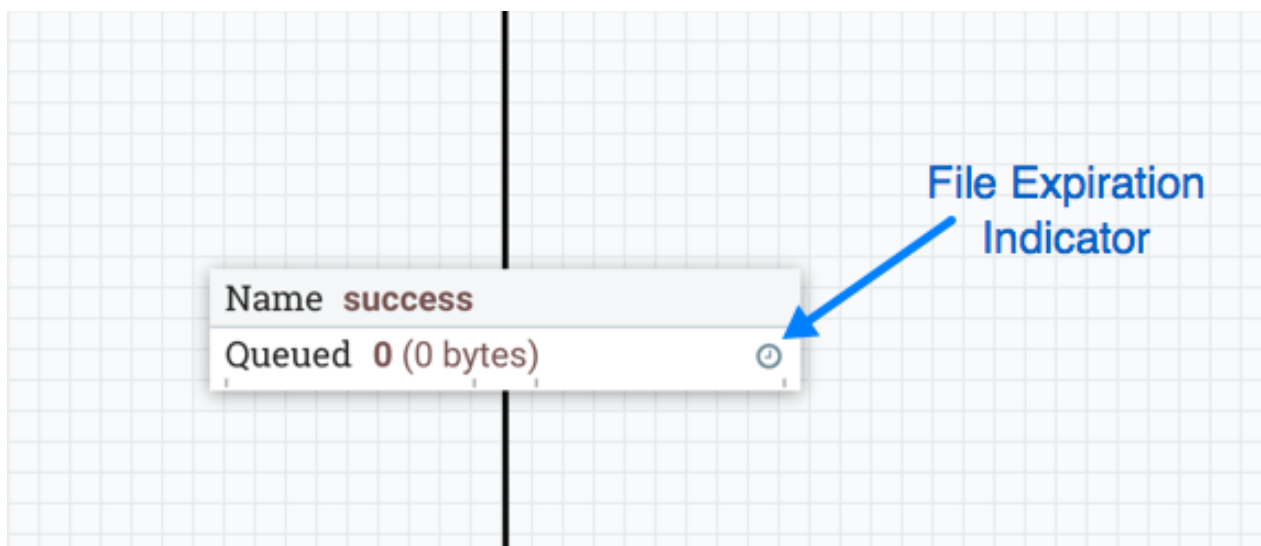 File Expiration
Indicator
Name success
Queued 0 (0 bytes)